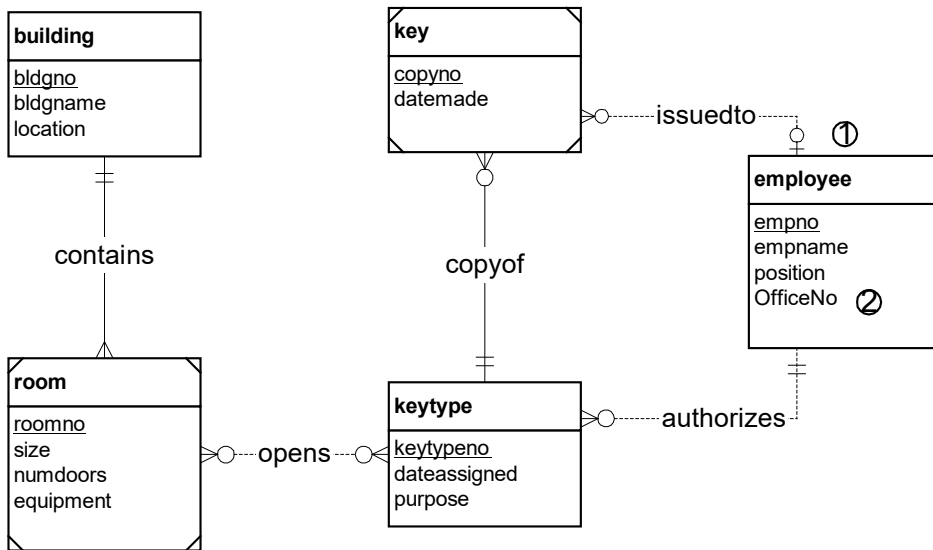 building
bldgno
bldgname
location
key
copyno
datemade
issuedto
①
employee
empno
empname
position
OfficeNo ②
contains
copyof
room
roomno
size
numdoors
equipment
opens
keytype
keytypeno
dateassigned
purpose
authorizes